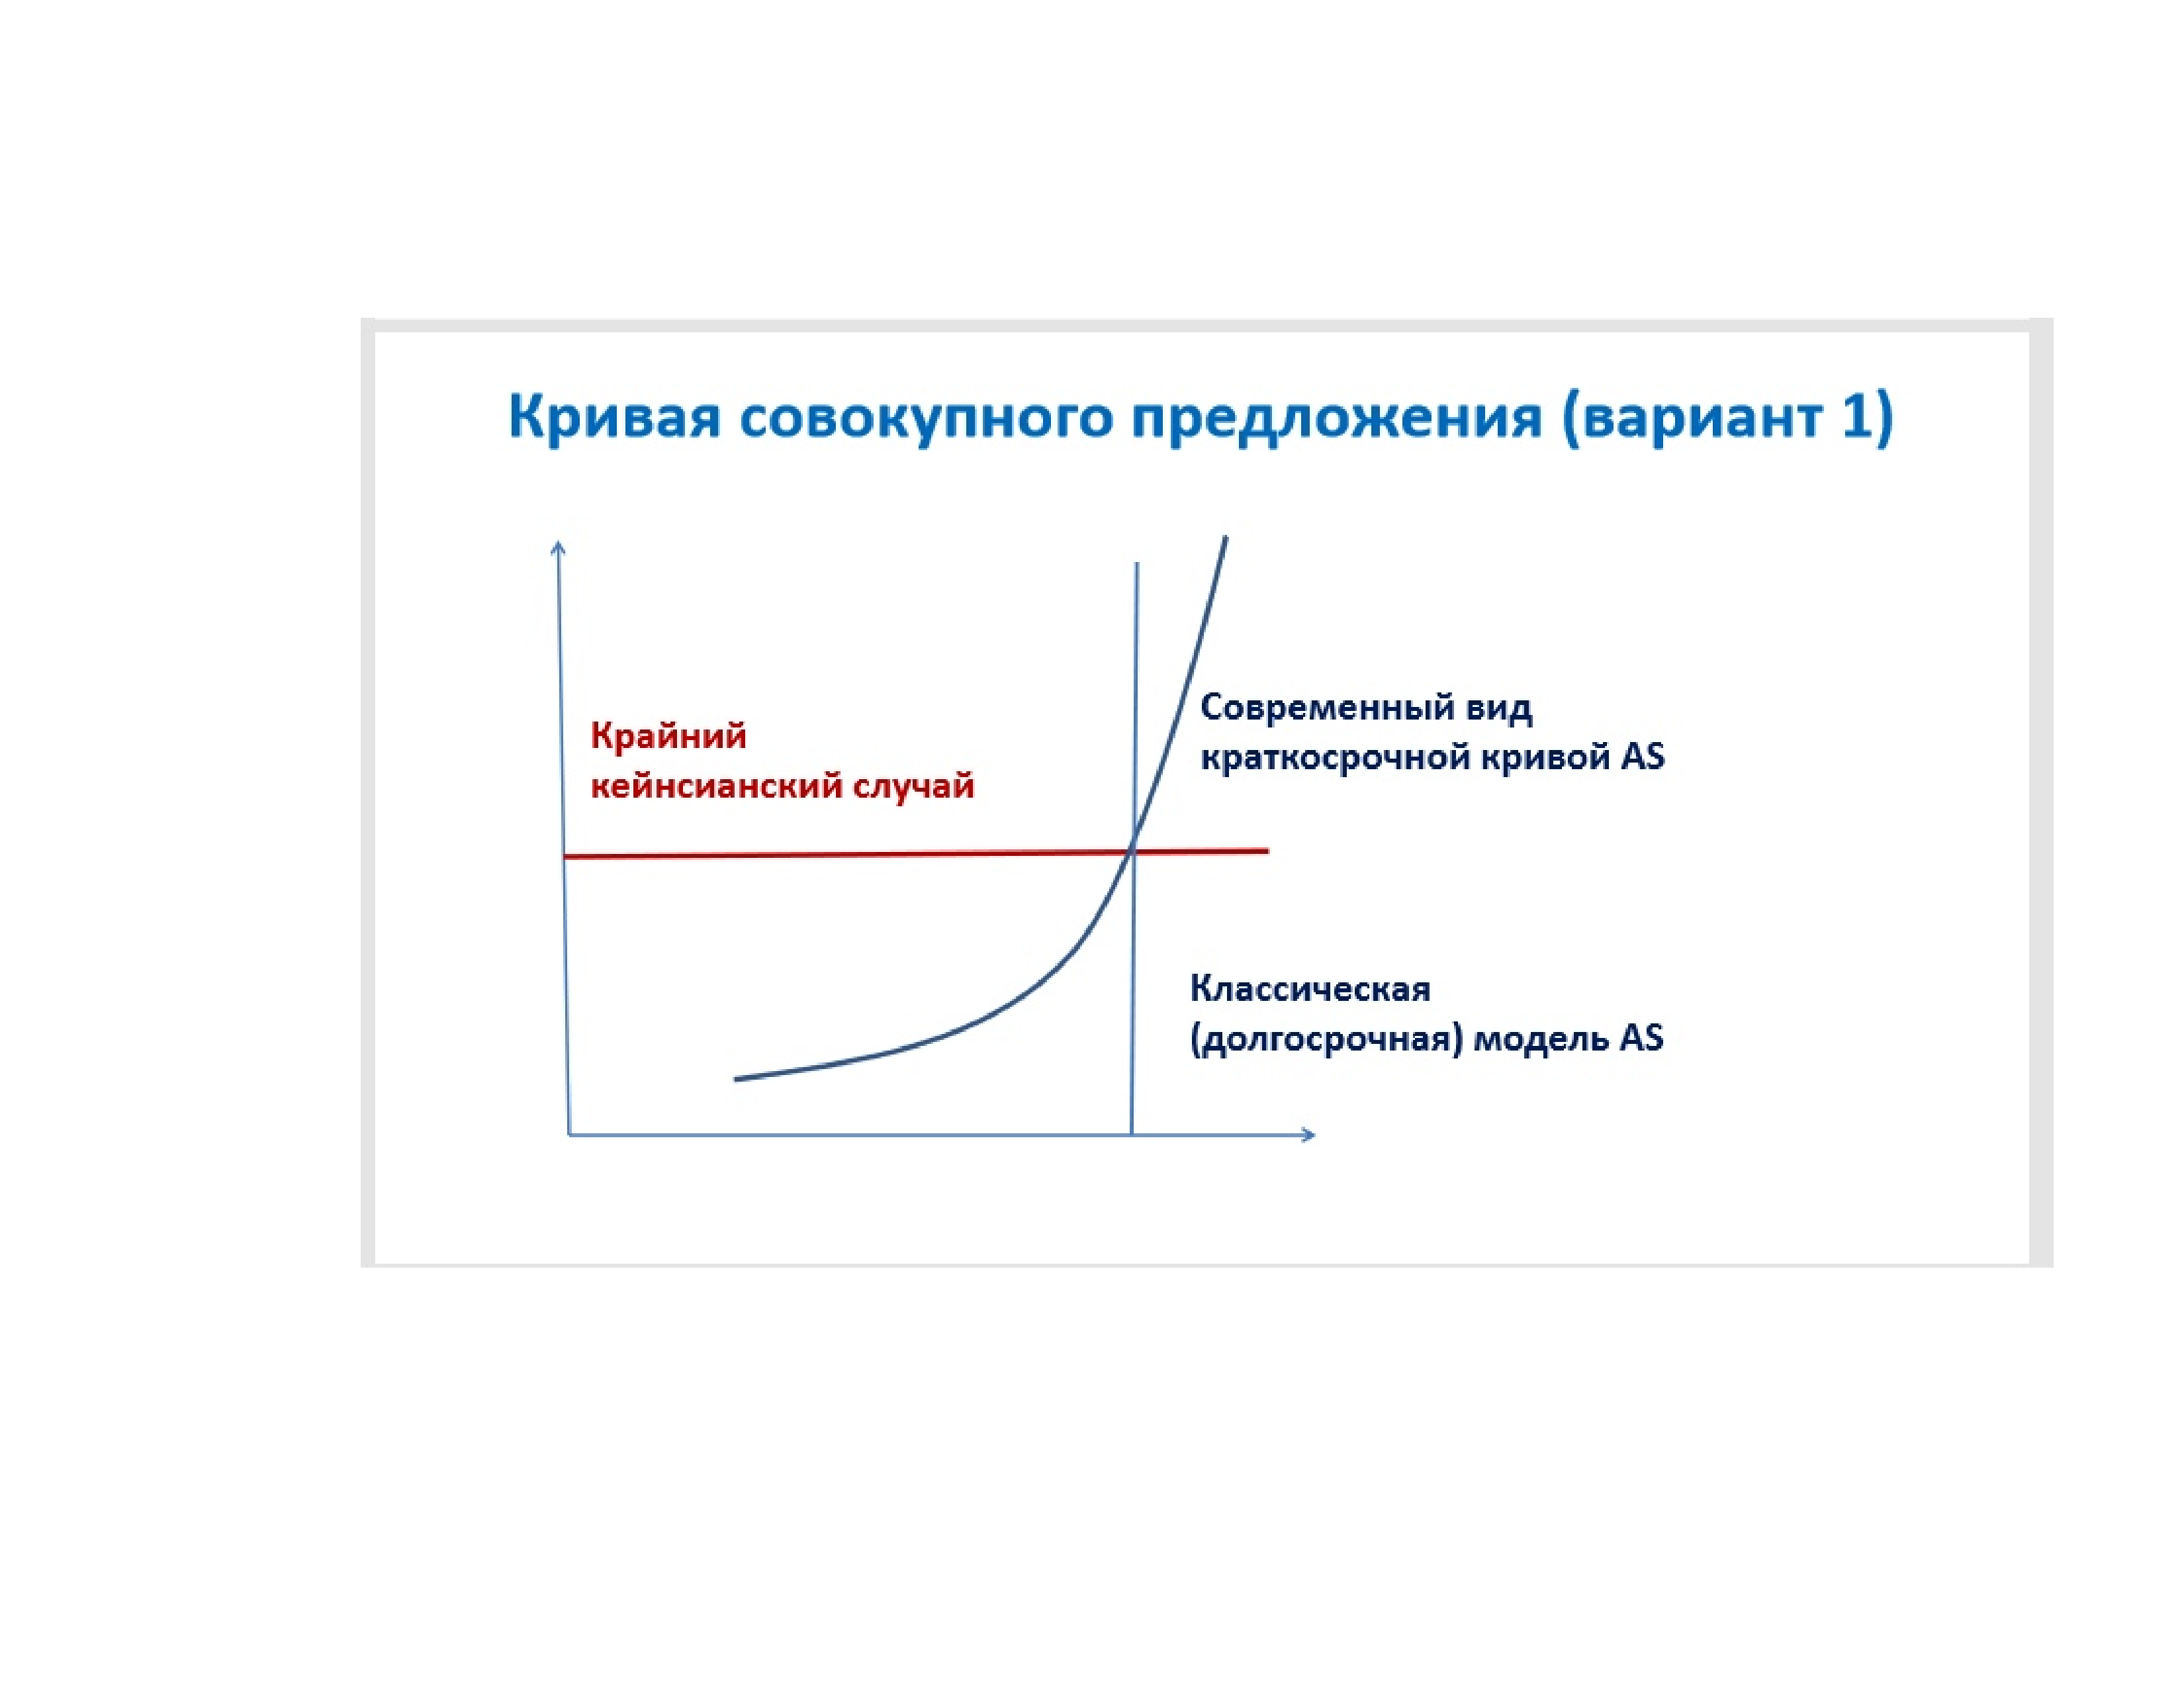 Кривая совокупного предложения (вариант 1)
Крайний
кейнсианский случай
Современный вид
краткосрочной кривой AS
Классическая
(долгосрочная) модель AS